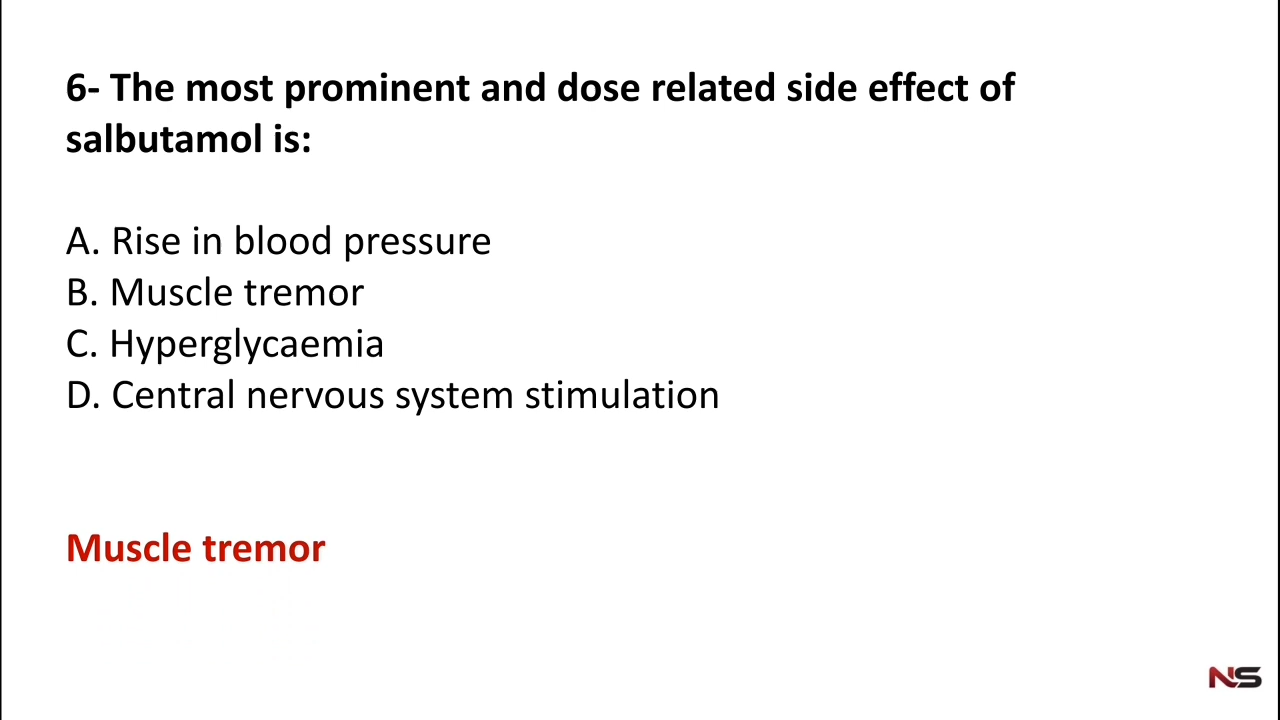 6- The most prominent and dose related side effect of
salbutamol is:
A. Rise in blood pressure
B. Muscle tremor
C. Hyperglycaemia
D. Central nervous system stimulation
Muscle tremor
NS